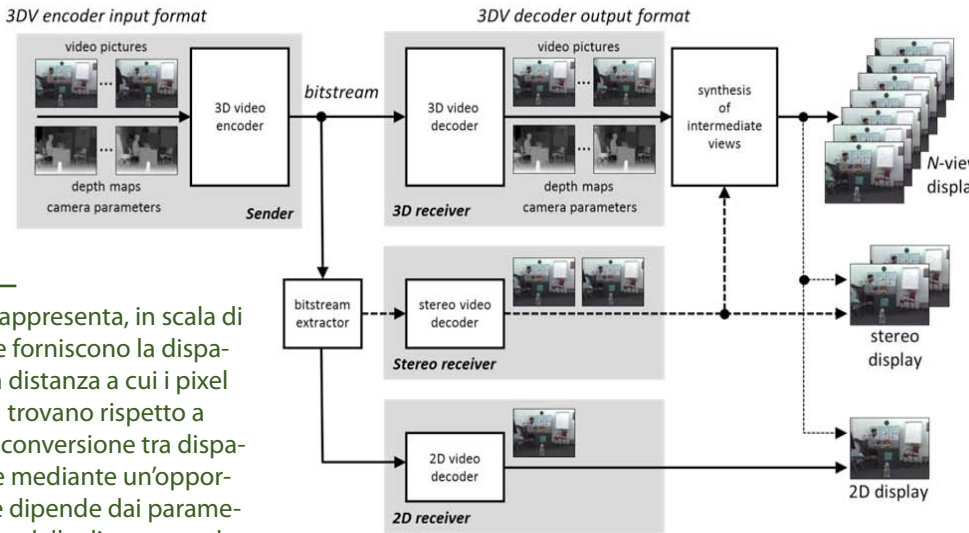 3DV encoder input format
3DV decoder output format
video pictures
...
3D video
encoder
...
depth maps
camera parameters
Sender
bitstream
video pictures
...
3D video
decoder
...
depth maps
camera parameters
3D receiver
synthesis
of
intermediate
views
N-view
display
bitstream
extractor
stereo video
decoder
Stereo receiver
stereo
display
2D video
decoder
2D receiver
2D display
appresenta, in scala di
e forniscono la dispa-
distanza a cui i pixel
trovano rispetto a
conversione tra dispa-
e mediante un'oppor-
e dipende dai parame-